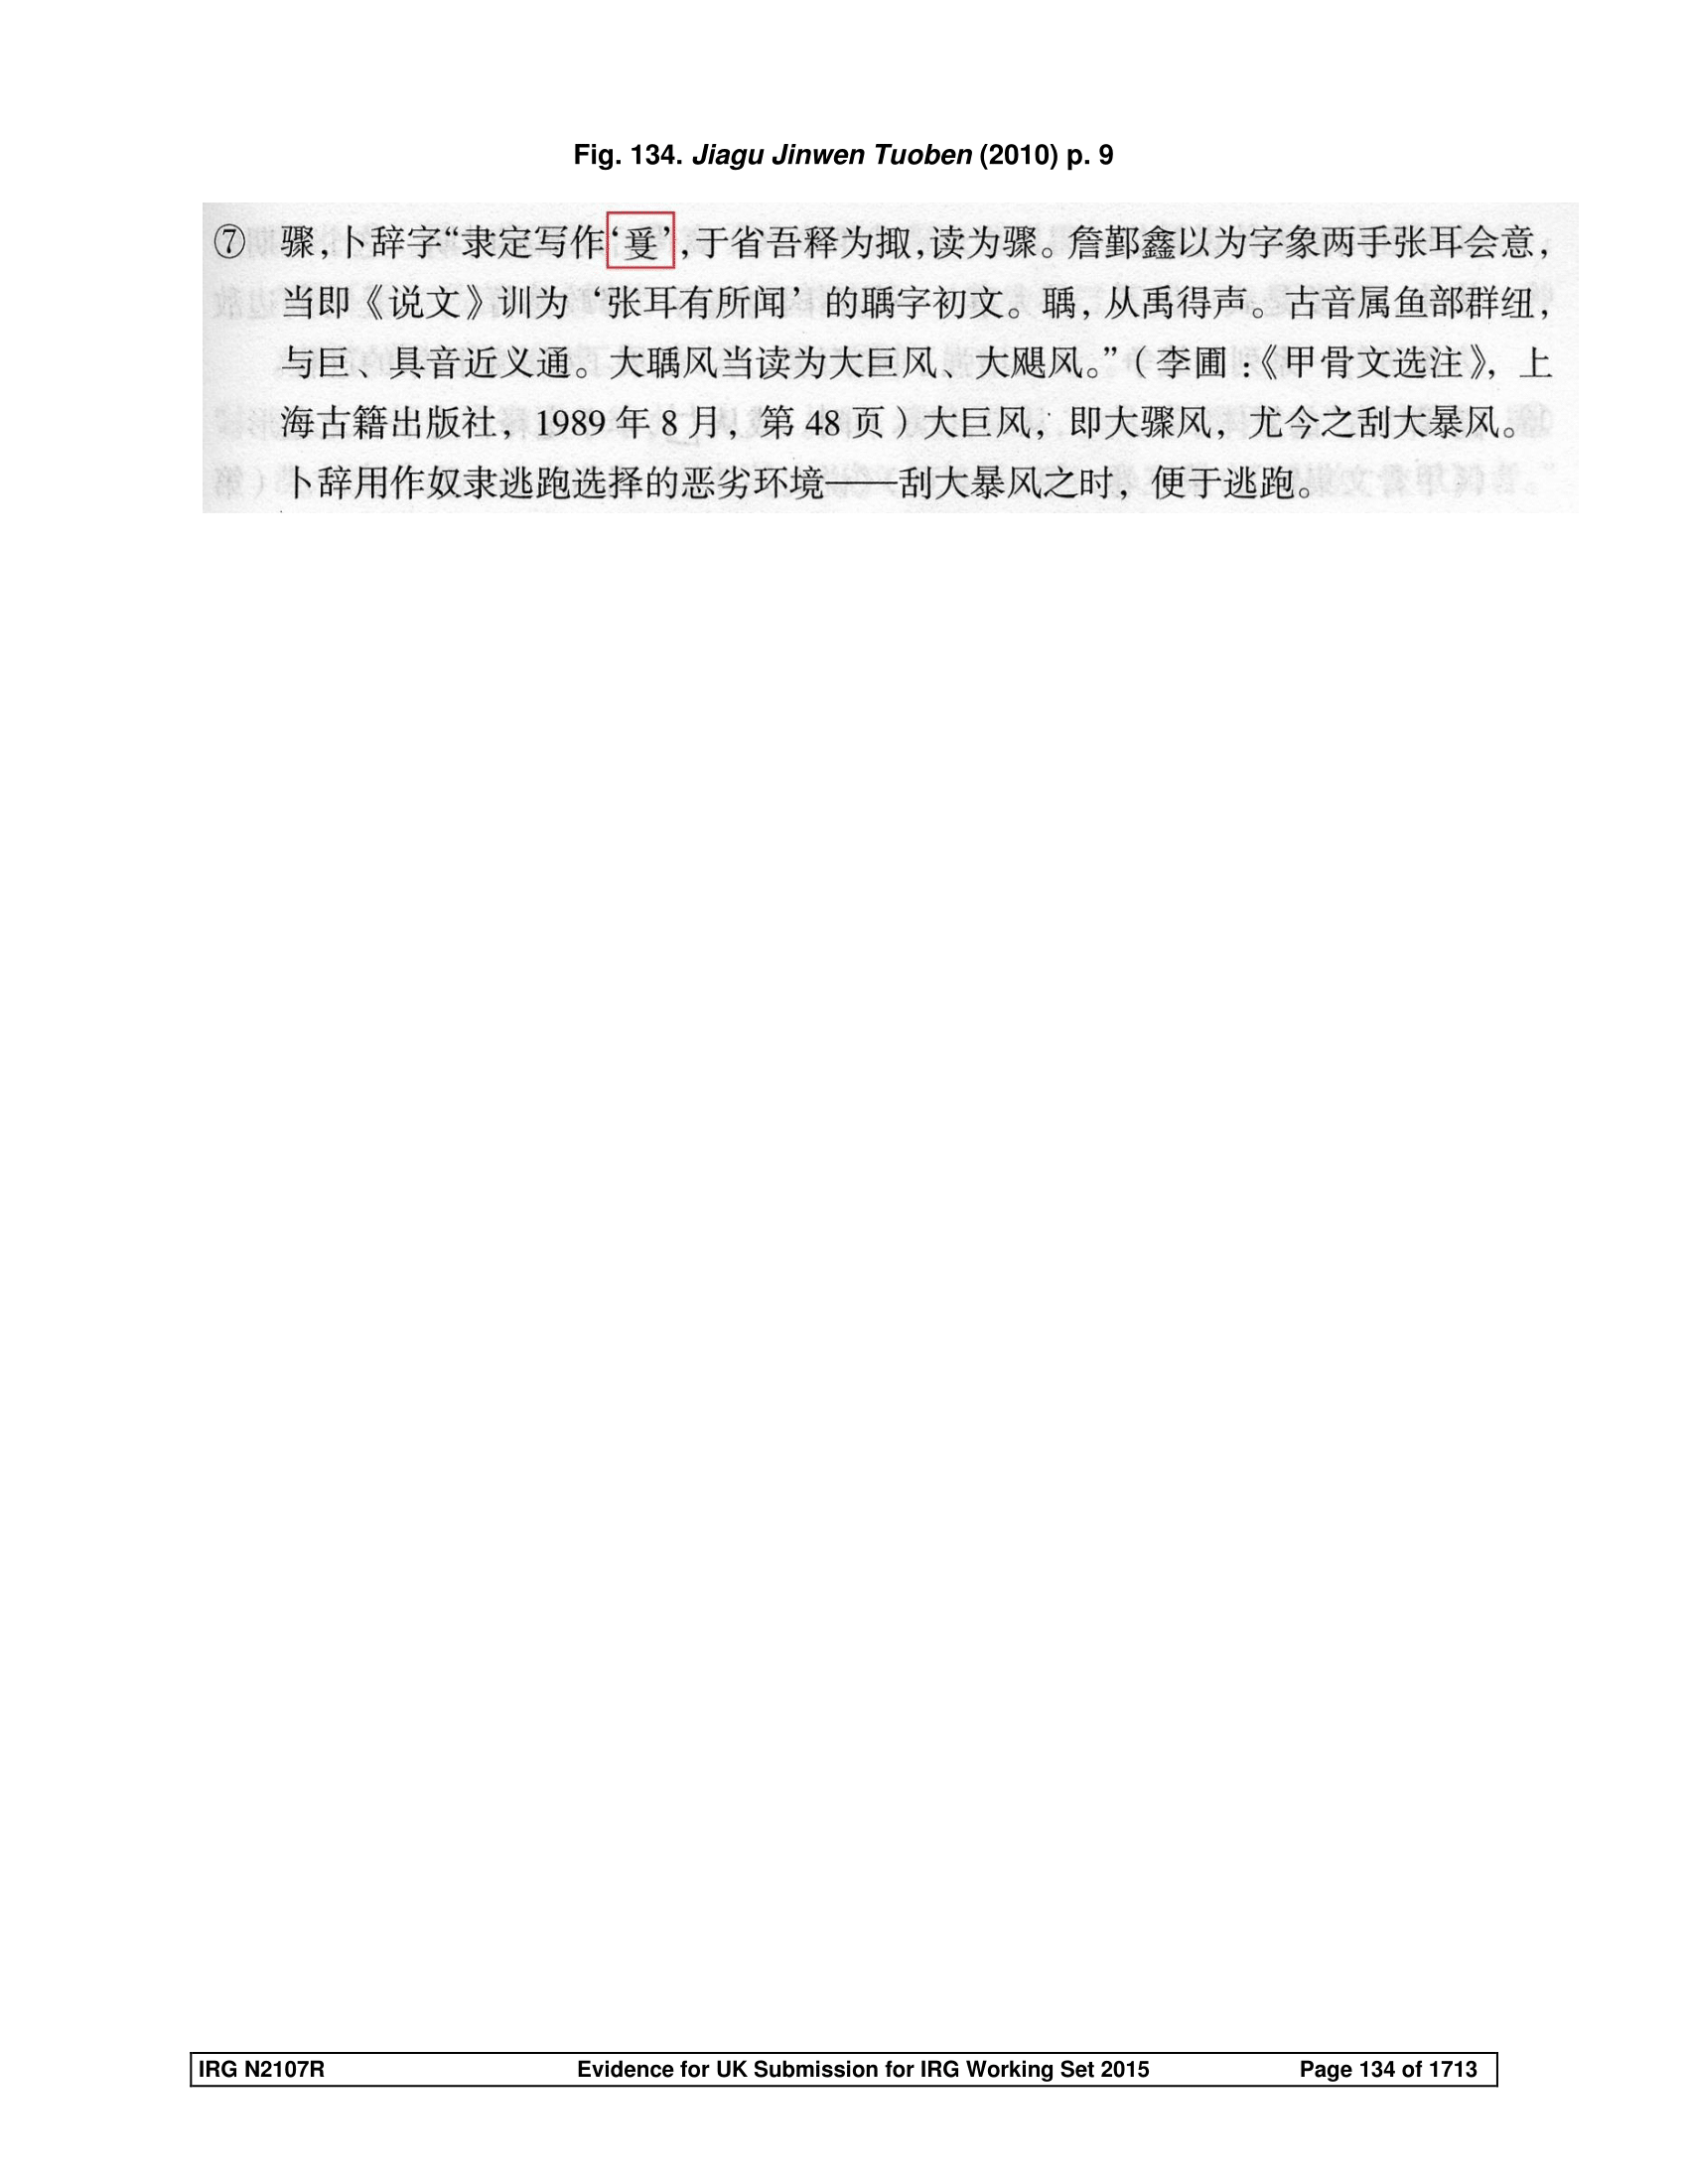 Fig. 134. Jiagu Jinwen Tuoben (2010) p. 9
⑦ 骤,卜辞字“隶定写作‘’,于省吾释为掫,读为骤。詹鄞鑫以为字象两手张耳会意,
当即《说文》训为‘张耳有所闻’的聥字初文。聥,从禹得声。古音属鱼部群纽,
与巨、具音近义通。大聥风当读为大巨风、大飓风。”(李圃:《甲骨文选注》,上
海古籍出版社,1989年8月,第48页)大巨风,即大骤风,尤今之刮大暴风。
卜辞用作奴隶逃跑选择的恶劣环境——刮大暴风之时,便于逃跑。
IRG N2107R Evidence for UK Submission for IRG Working Set 2015 Page 134 of 1713